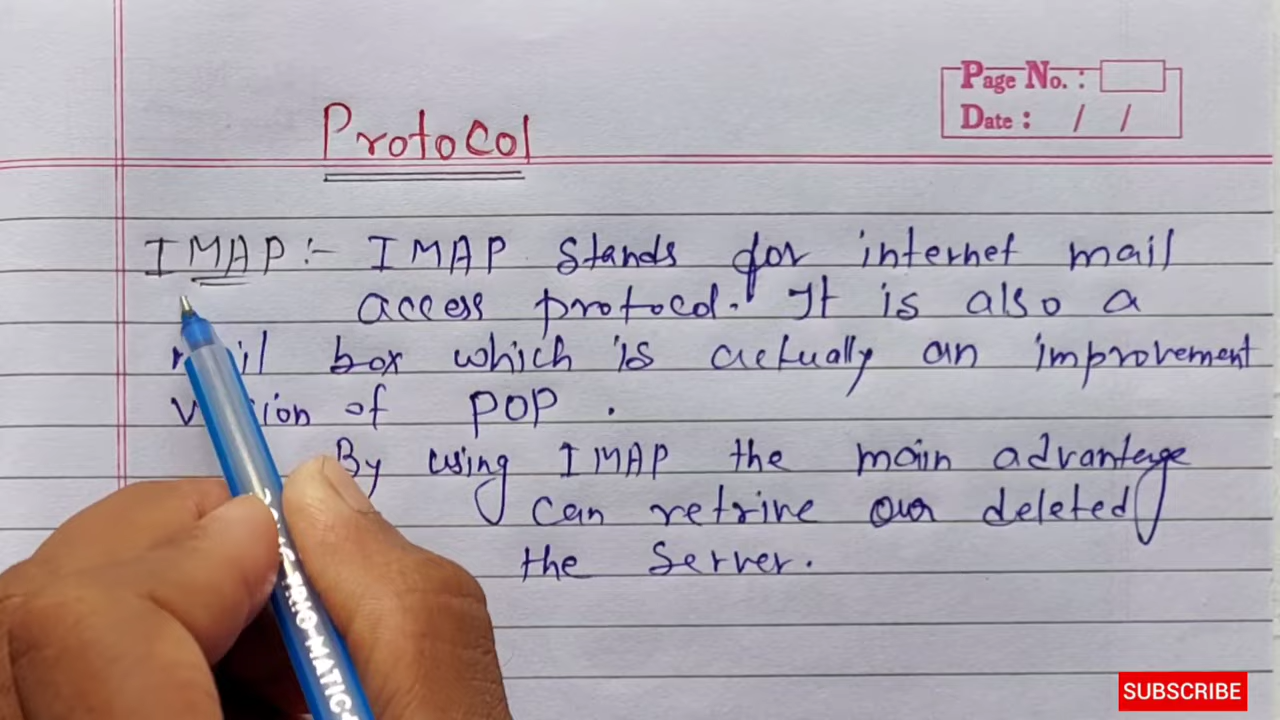 Page No. :
Date : / /
Protocol
IMAP :- IMAP stands for internet mail
access protocol. It is also a
box which is actually an improvement
of POP .
By using IMAP the main advantage
can retrive our deleted
the server.
SUBSCRIBE